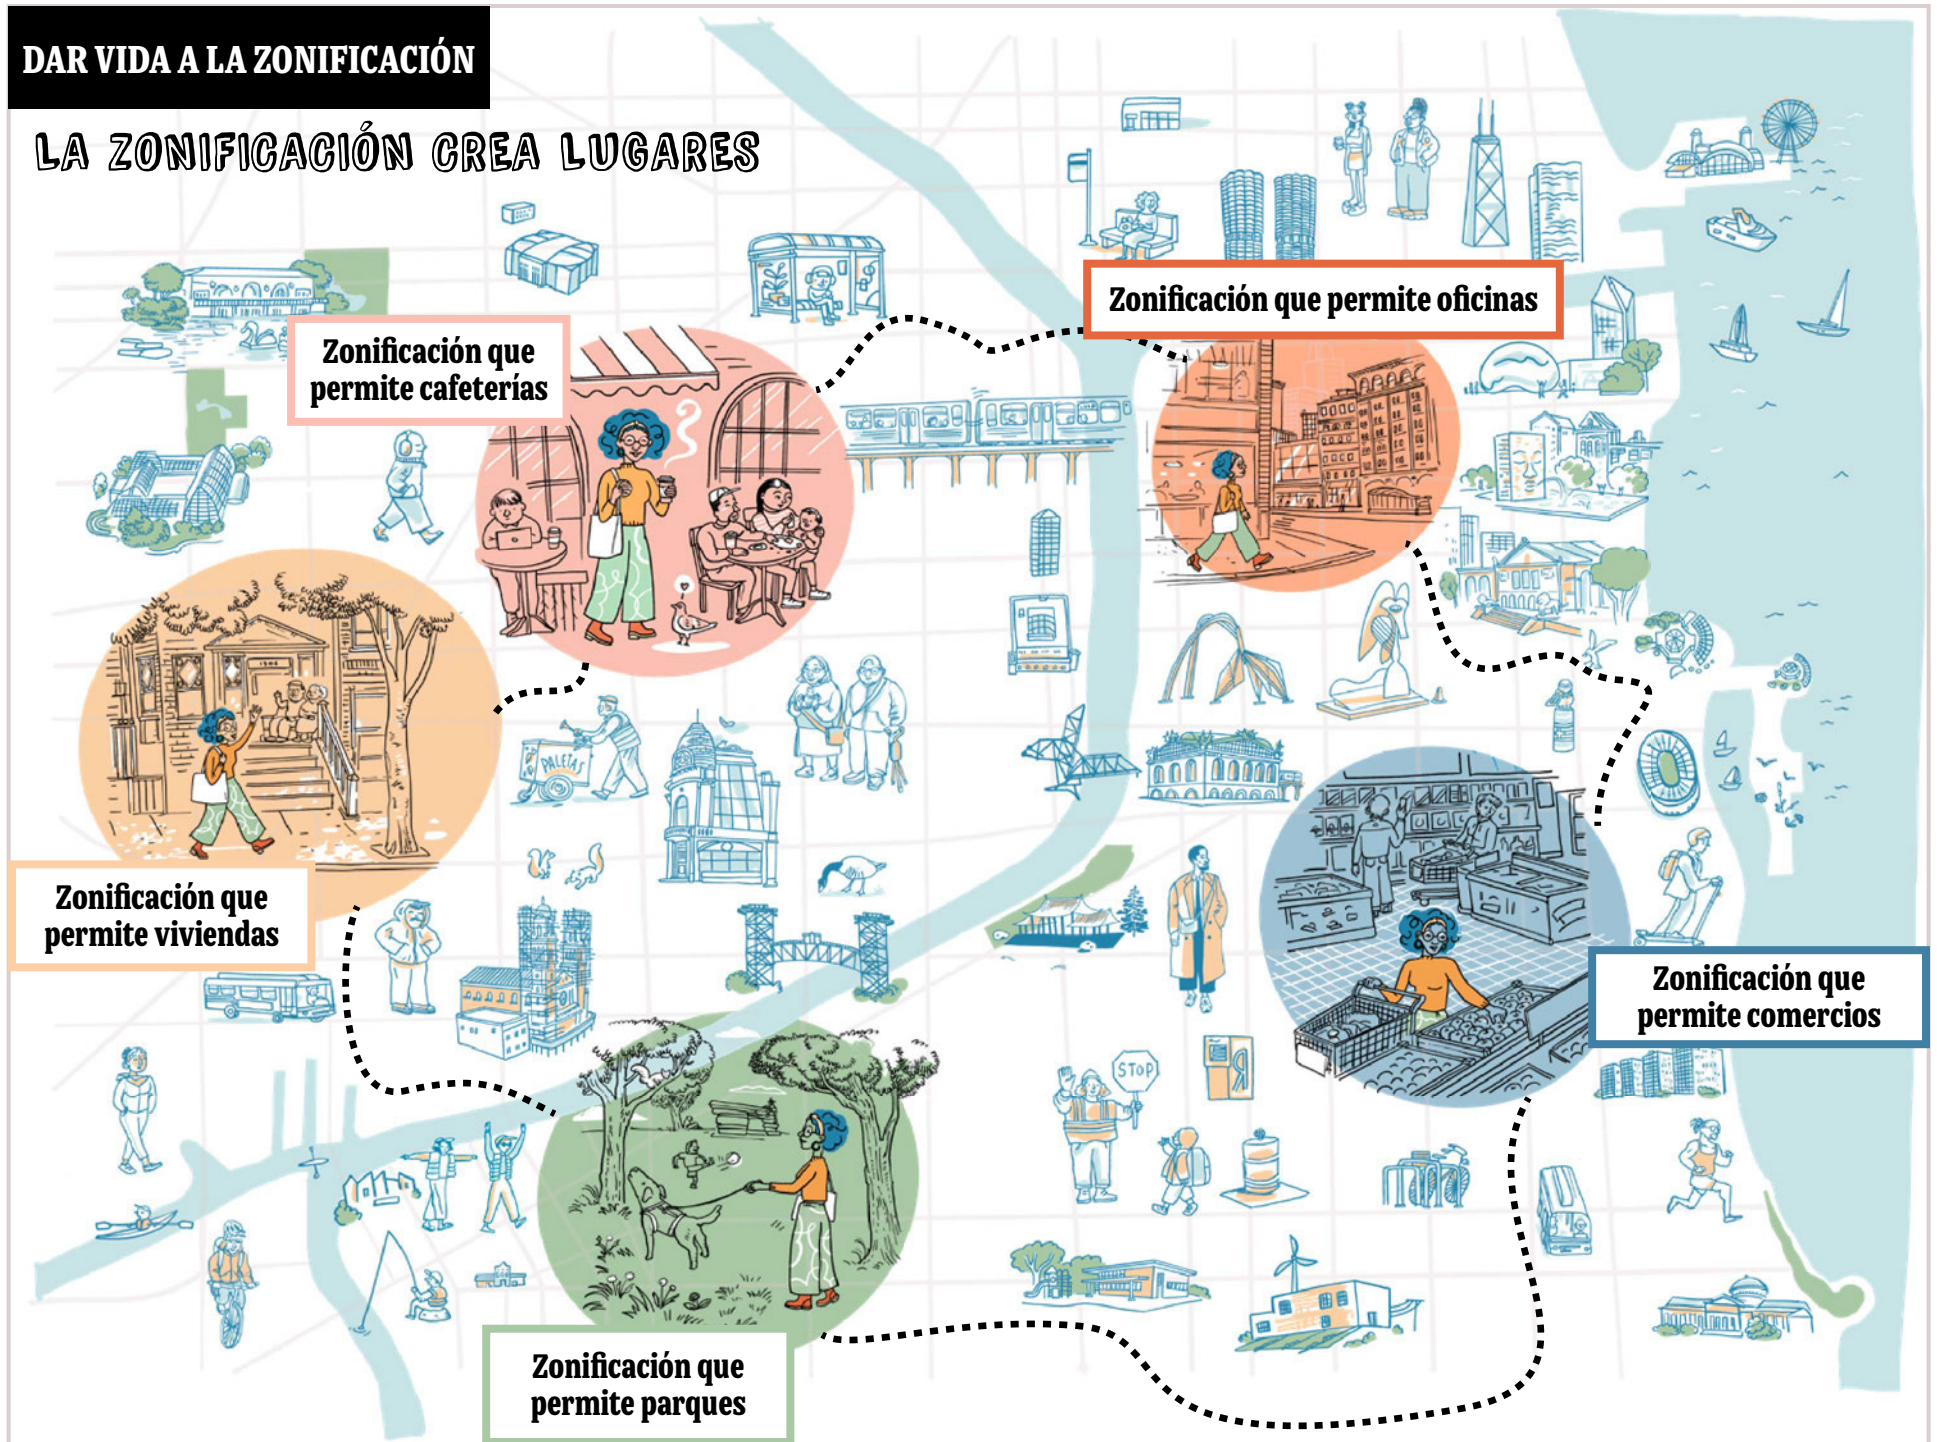 DAR VIDA A LA ZONIFICACIÓN
LA ZONIFICACIÓN CREA LUGARES
Zonificación que permite oficinas
Zonificación que
permite cafeterías
PALETAS
Zonificación que
permite viviendas
Zonificación que
permite comercios
STOP
Zonificación que
permite parques